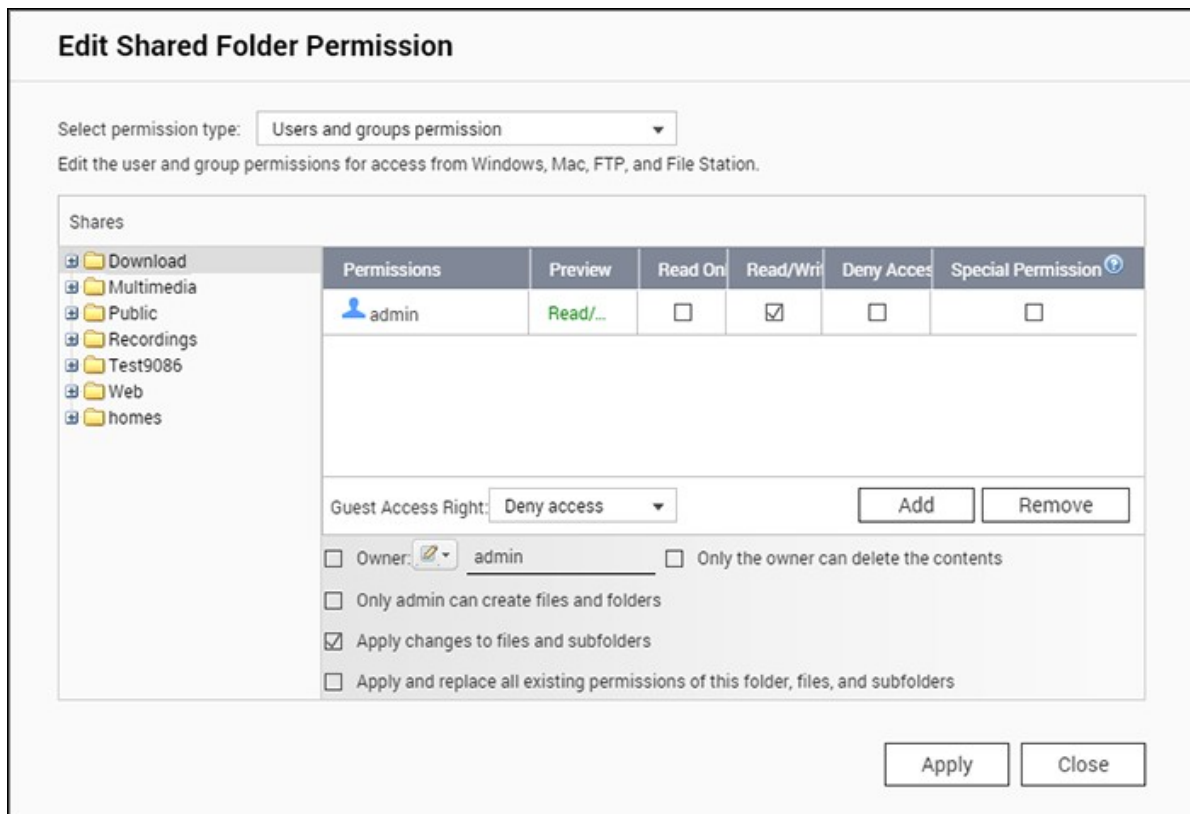 Edit Shared Folder Permission
Select permission type: Users and groups permission
Edit the user and group permissions for access from Windows, Mac, FTP, and File Station.
Shares
Download
Multimedia
Public
Recordings
Test9086
Web
homes
Permissions Preview Read Onl Read/Writ Deny Acces Special Permission
admin Read/...
Guest Access Right: Deny access Add Remove
Owner: admin Only the owner can delete the contents
Only admin can create files and folders
Apply changes to files and subfolders
Apply and replace all existing permissions of this folder, files, and subfolders
Apply Close